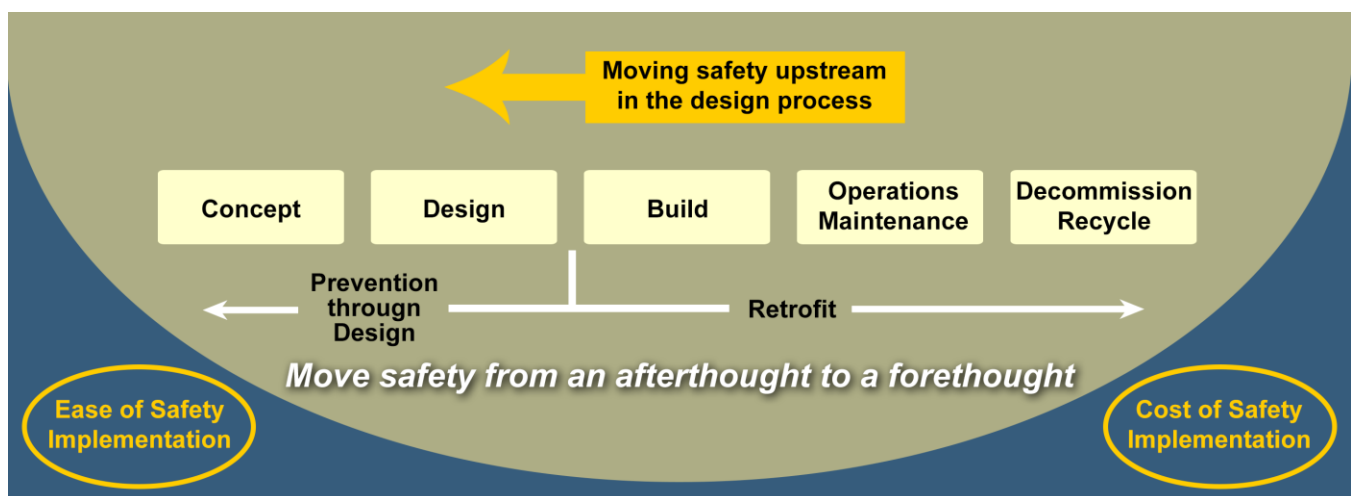 Moving safety upstream
in the design process
Concept
Design
Build
Operations
Maintenance
Decommission
Recycle
Prevention
througn
Design
Retrofit
Move safety from an afterthought to a forethought
Ease of Safety
Implementation
Cost of Safety
Implementation